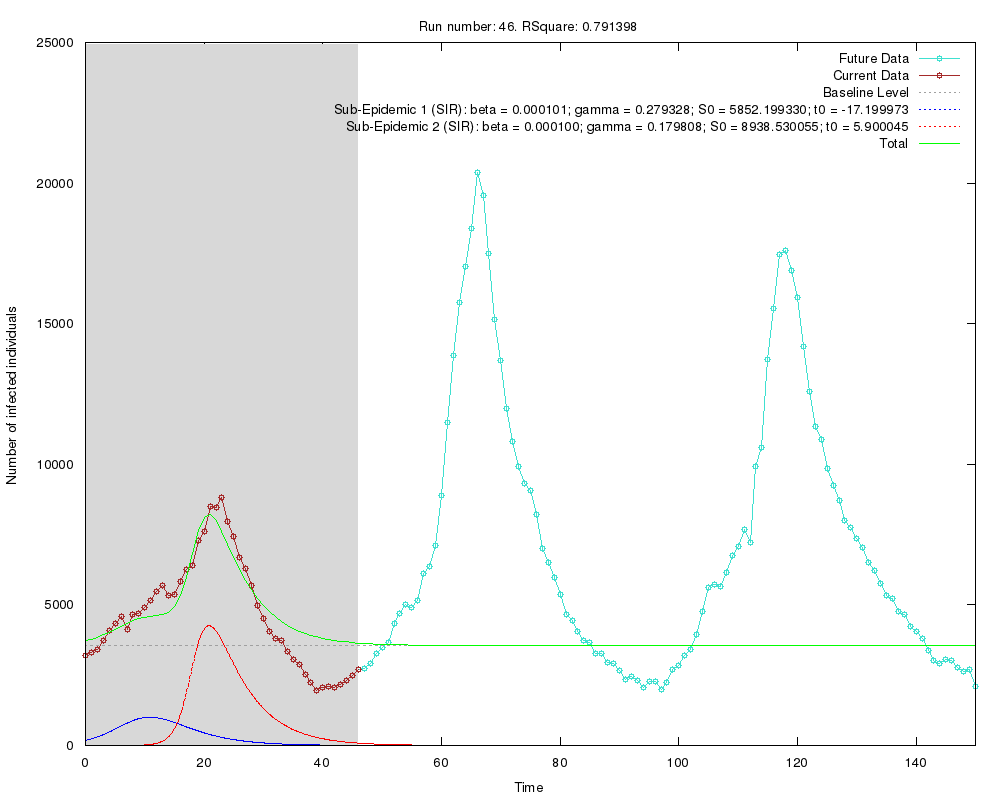 Run number: 46. RSquare: 0.791398
25000
20000
15000
10000
5000
0
Number of infected individuals
Future Data
Current Data
Baseline Level
Sub-Epidemic 1 (SIR): beta = 0.000101; gamma = 0.279328; S0 = 5852.199330; t0 = -17.199973
Sub-Epidemic 2 (SIR): beta = 0.000100; gamma = 0.179808; S0 = 8938.530055; t0 = 5.900045
Total
0 20 40 60 80 100 120 140
Time